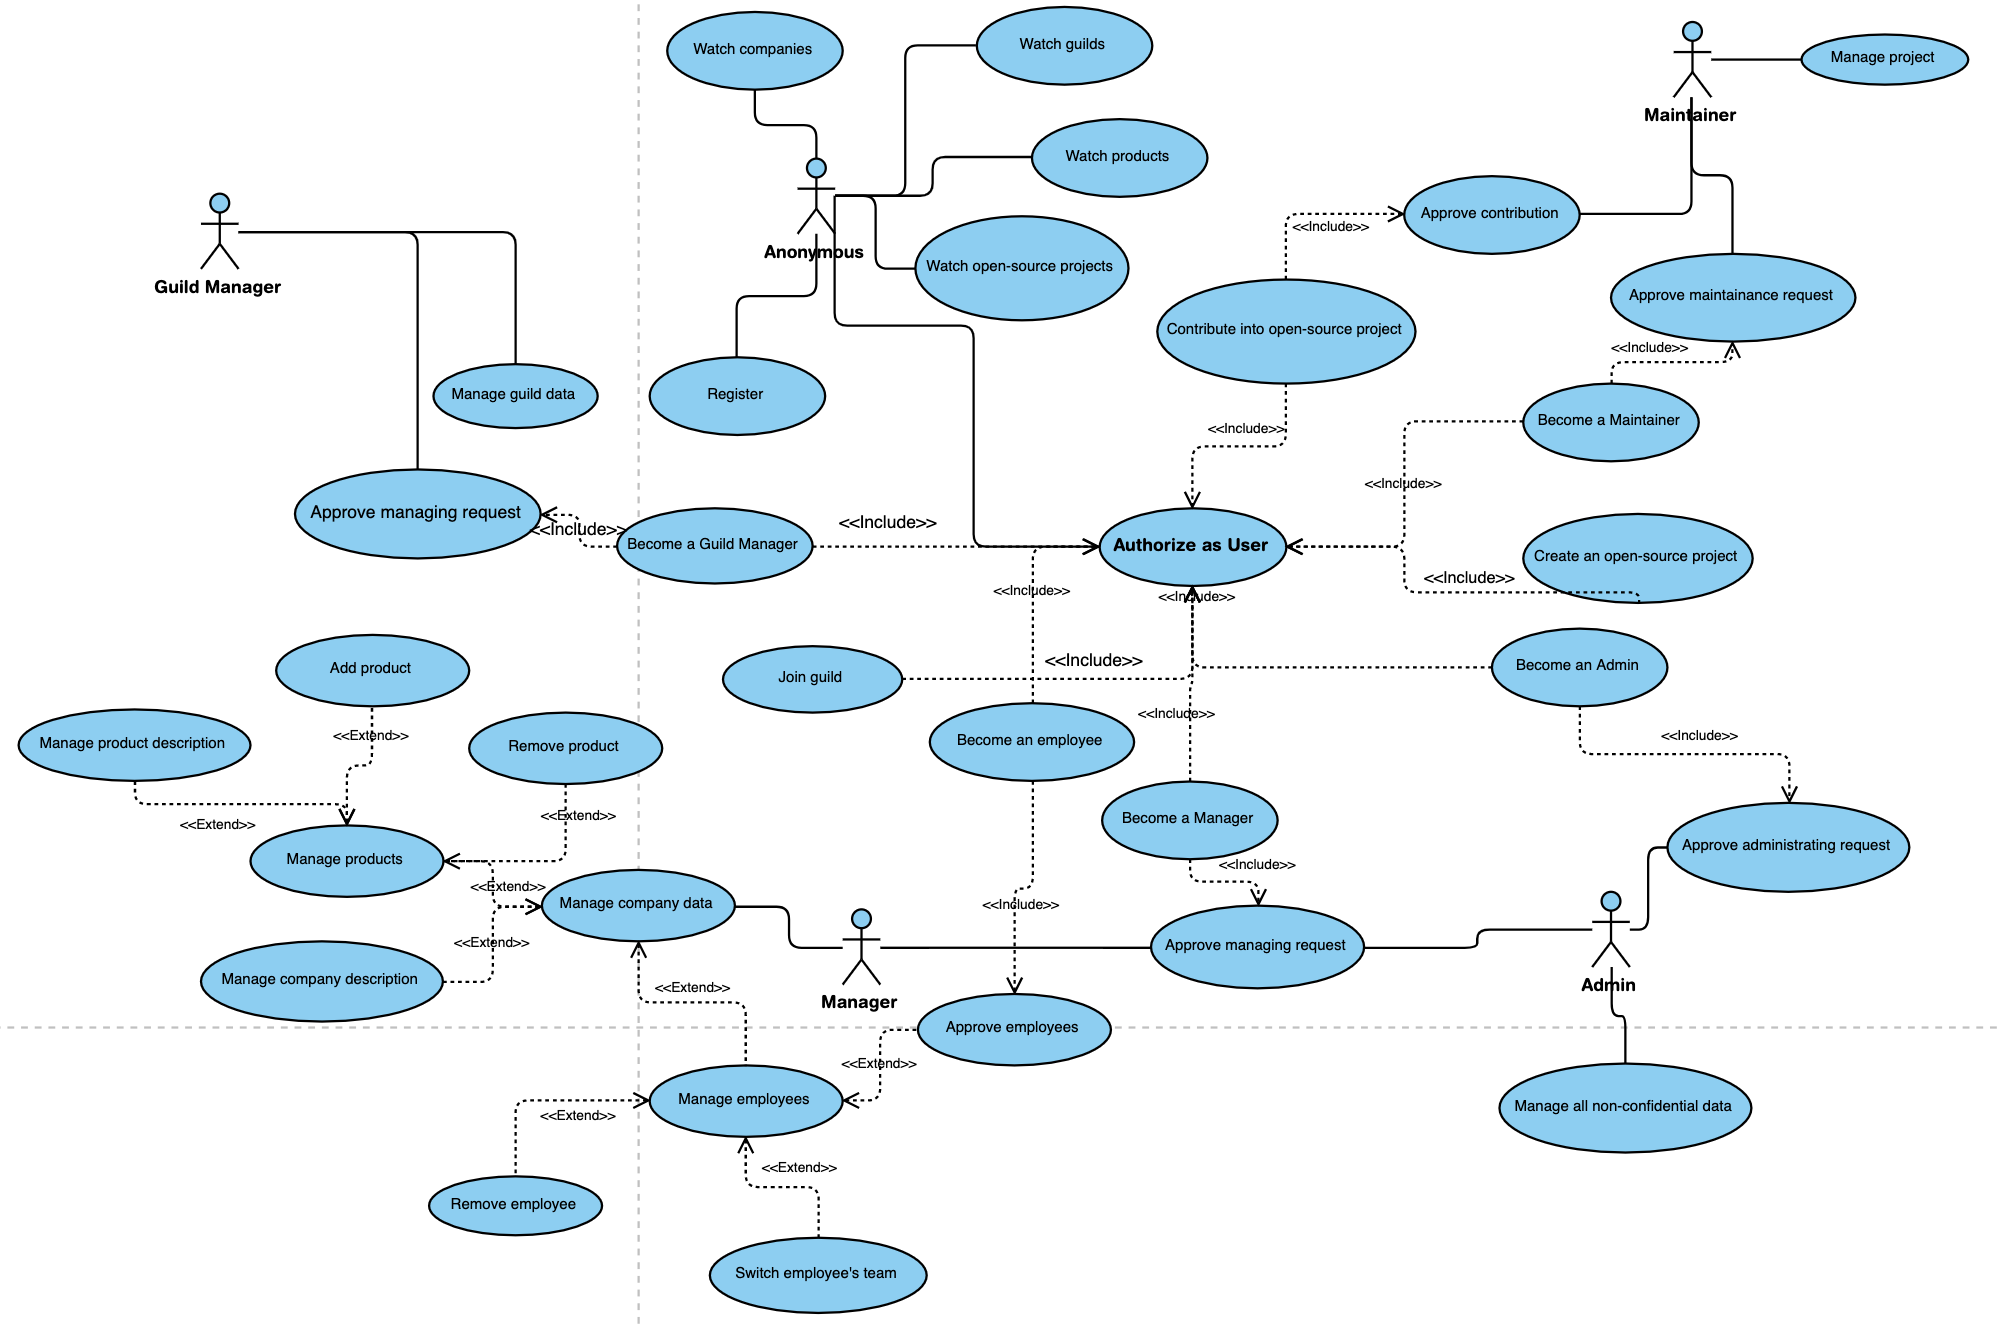 Watch companies
Watch guilds
Manage project
Maintainer
Watch products
Approve contribution
<<Include>>
Anonymous
Watch open-source projects
Guild Manager
Approve maintainance request
Contribute into open-source project
<<Include>>
Manage guild data
Register
Become a Maintainer
<<Include>>
<<Include>>
Approve managing request
<<Include>>
Become a Guild Manager
<<Include>>
Authorize as User
Create an open-source project
<<Include>>
<<Include>>
<<Include>>
Add product
Join guild
<<Include>>
Become an Admin
Manage product description
<<Extend>>
Remove product
Become an employee
<<Include>>
<<Include>>
<<Extend>>
<<Extend>>
Become a Manager
Manage products
<<Include>>
Approve administrating request
<<Extend>>
Manage company data
<<Include>>
<<Extend>>
Approve managing request
Manage company description
<<Extend>>
Manager
Admin
Approve employees
<<Extend>>
Manage employees
<<Extend>>
Manage all non-confidential data
<<Extend>>
Remove employee
Switch employee's team